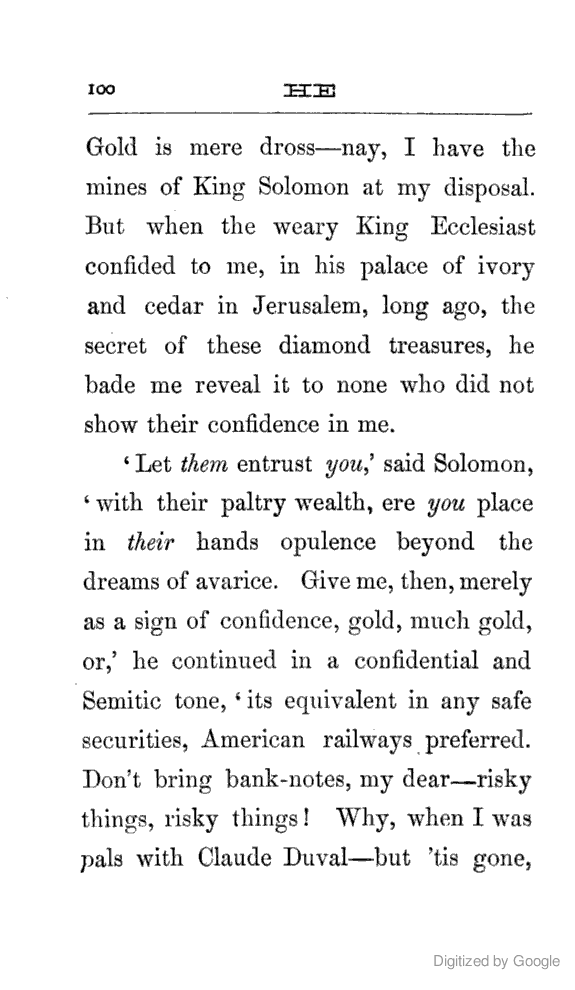 100 HE
Gold is mere dross—nay, I have the
mines of King Solomon at my disposal.
But when the weary King Ecclesiast
confided to me, in his palace of ivory
and cedar in Jerusalem, long ago, the
secret of these diamond treasures, he
bade me reveal it to none who did not
show their confidence in me.
‘Let them entrust you,’ said Solomon,
‘with their paltry wealth, ere you place
in their hands opulence beyond the
dreams of avarice. Give me, then, merely
as a sign of confidence, gold, much gold,
or,’ he continued in a confidential and
Semitic tone, ‘its equivalent in any safe
securities, American railways preferred.
Don’t bring bank-notes, my dear—risky
things, risky things! Why, when I was
pals with Claude Duval—but ’tis gone,
Digitized by Google